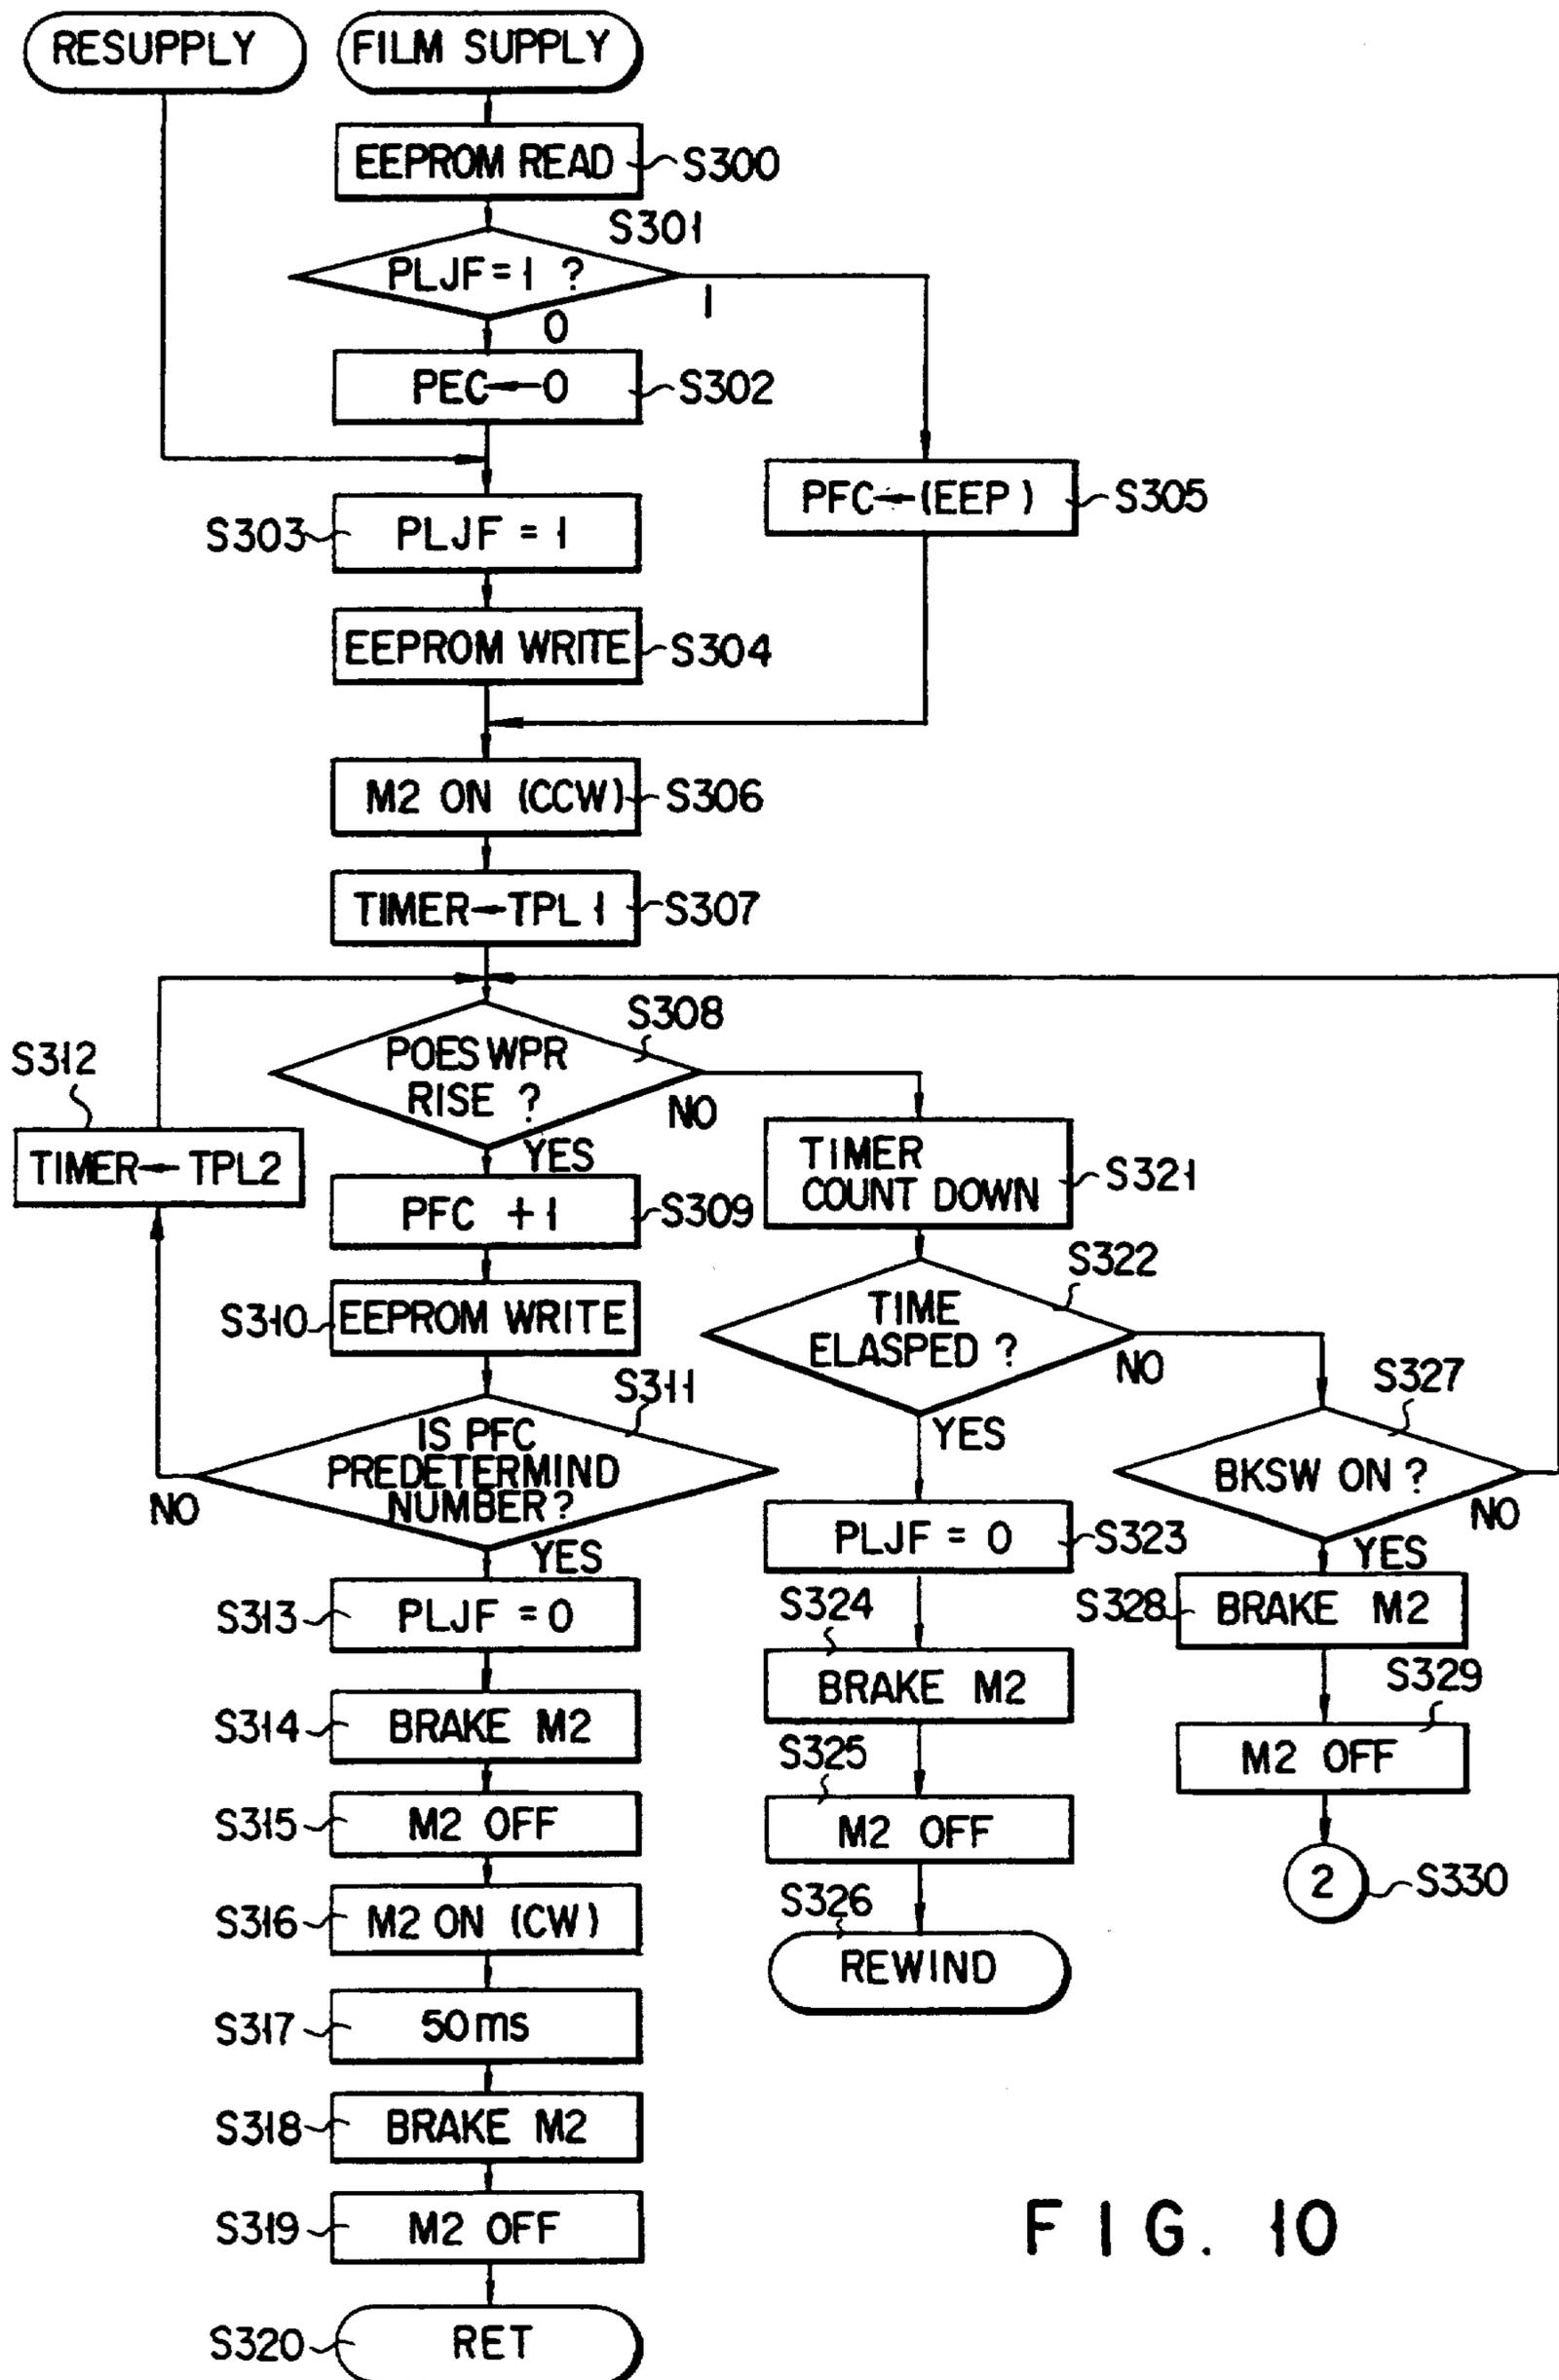 RESUPPLY
FILM SUPPLY
EEPROM READ
S300
S301
PLJF = 1 ?
1
0
PEC←0
S302
PFC←(EEP)
S305
S303
PLJF = 1
EEPROM WRITE
S304
M2 ON (CCW)
S306
TIMER←TPL 1
S307
S308
POES WPR
RISE ?
NO
YES
S312
TIMER← TPL2
PFC +1
S309
TIMER
COUNT DOWN
S321
S310
EEPROM WRITE
S322
TIME
ELASPED ?
NO
YES
S311
IS PFC
PREDETERMIND
NUMBER?
NO
YES
S327
BKSW ON ?
NO
YES
S313
PLJF = 0
PLJF = 0
S323
S328
BRAKE M2
S314
BRAKE M2
S324
BRAKE M2
S329
M2 OFF
S315
M2 OFF
S325
M2 OFF
2
S330
S316
M2 ON (CW)
S326
REWIND
S317
50ms
S318
BRAKE M2
S319
M2 OFF
S320
RET
FIG. 10